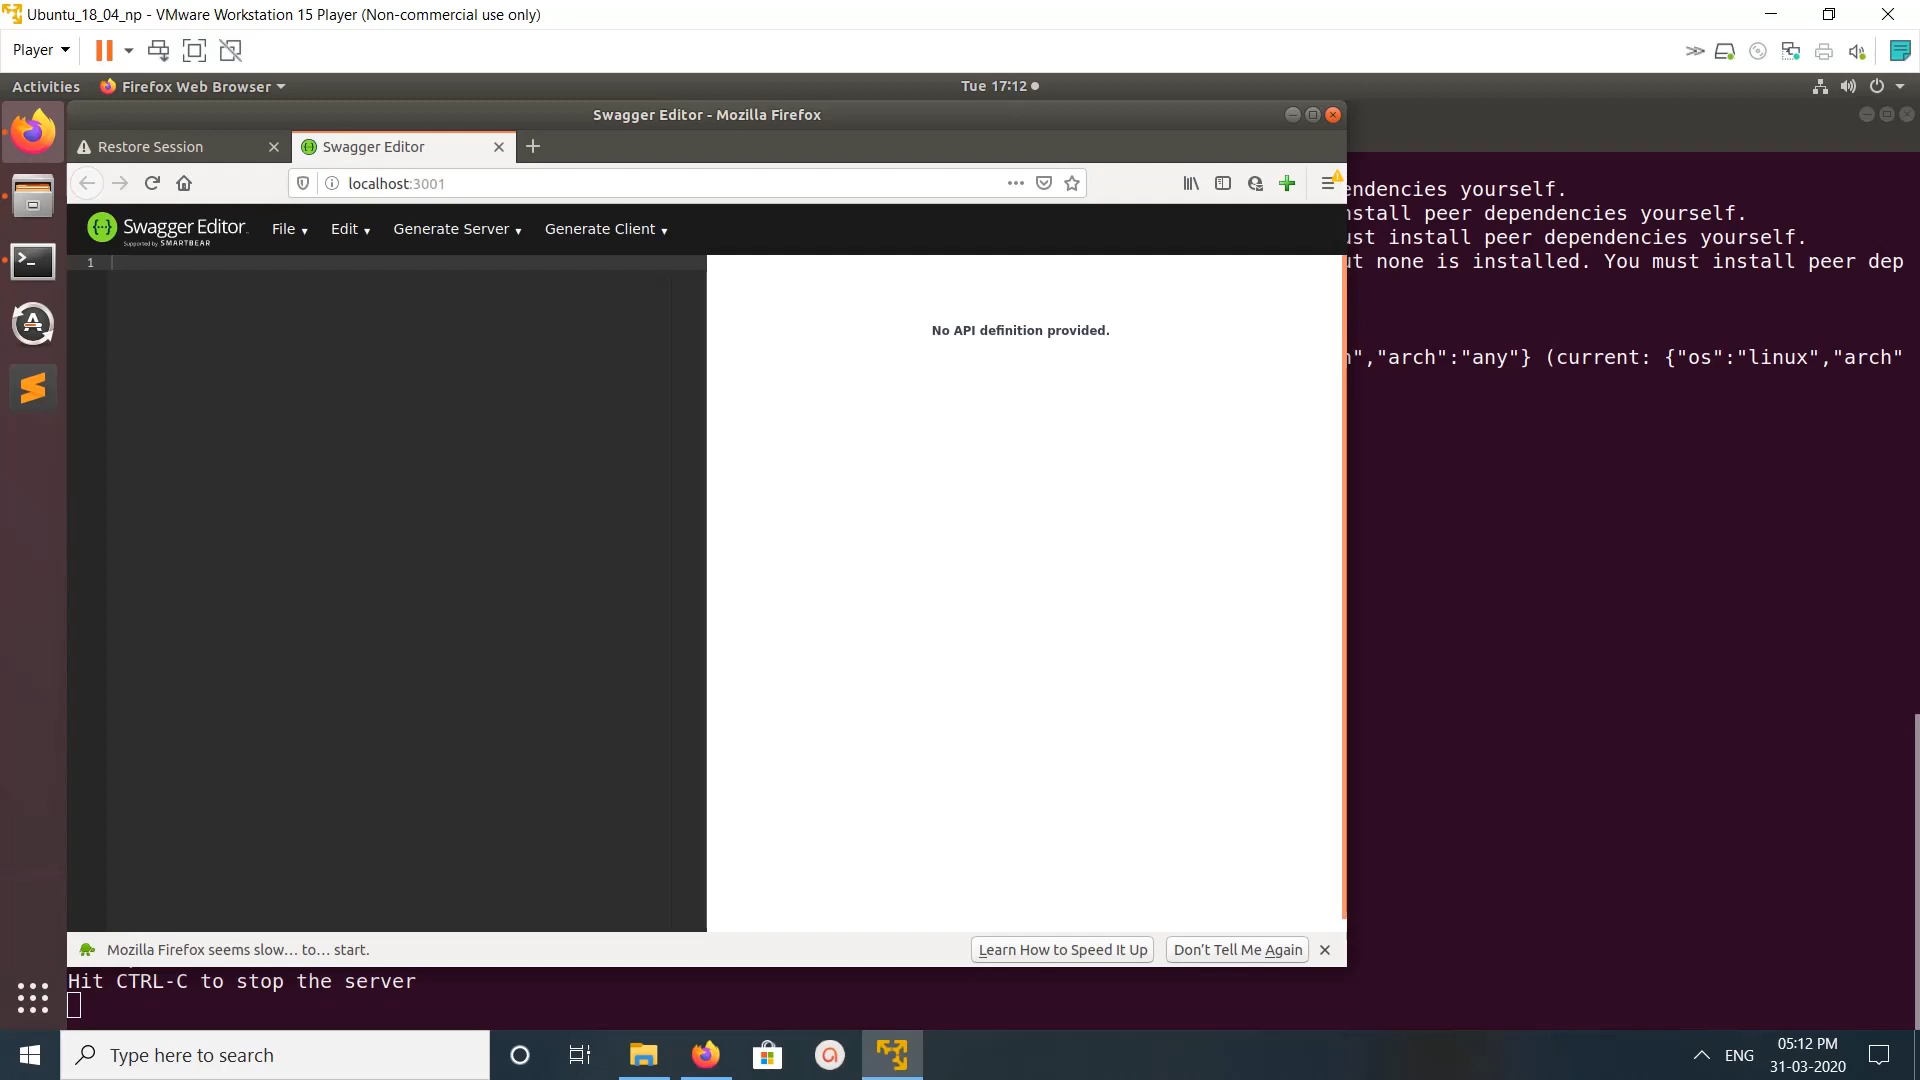 Ubuntu_18_04_np - VMware Workstation 15 Player (Non-commercial use only)
Player
Activities
Firefox Web Browser
Tue 17:12
Swagger Editor - Mozilla Firefox
Restore Session
Swagger Editor
localhost:3001
Swagger Editor
Supported by SMARTBEAR
File
Edit
Generate Server
Generate Client
1
No API definition provided.
endencies yourself.
stall peer dependencies yourself.
ust install peer dependencies yourself.
ut none is installed. You must install peer dep
","arch":"any"} (current: {"os":"linux","arch"
Mozilla Firefox seems slow… to… start.
Learn How to Speed It Up
Don't Tell Me Again
Hit CTRL-C to stop the server
Type here to search
ENG
05:12 PM
31-03-2020